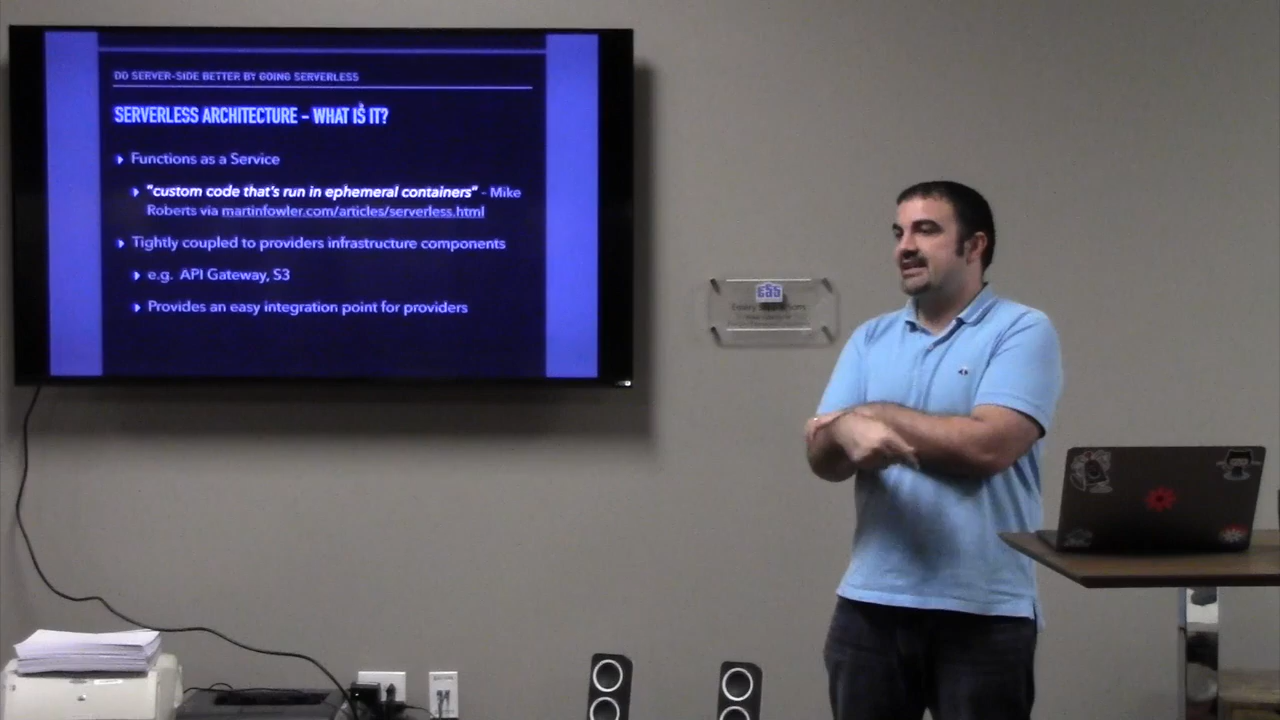 DO SERVER-SIDE BETTER BY GOING SERVERLESS
SERVERLESS ARCHITECTURE – WHAT IS IT?
Functions as a Service
"custom code that's run in ephemeral containers" - Mike
Roberts via martinfowler.com/articles/serverless.html
Tightly coupled to providers infrastructure components
e.g. API Gateway, S3
Provides an easy integration point for providers